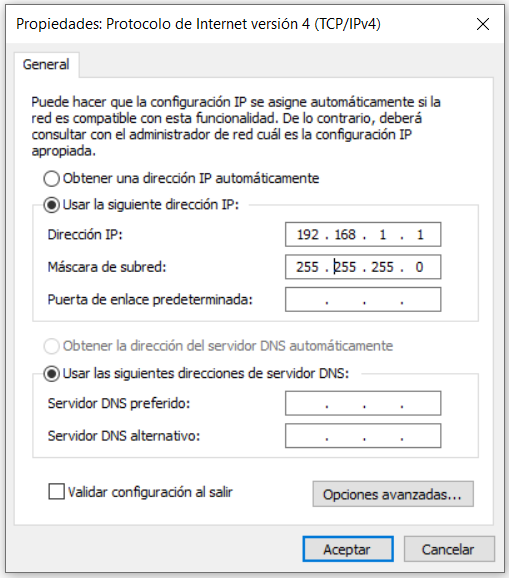 Propiedades: Protocolo de Internet versión 4 (TCP/IPv4)
General
Puede hacer que la configuración IP se asigne automáticamente si la
red es compatible con esta funcionalidad. De lo contrario, deberá
consultar con el administrador de red cuál es la configuración IP
apropiada.
Obtener una dirección IP automáticamente
Usar la siguiente dirección IP:
Dirección IP: 192 . 168 . 1 . 1
Máscara de subred: 255 . 255 . 255 . 0
Puerta de enlace predeterminada: . . .
Obtener la dirección del servidor DNS automáticamente
Usar las siguientes direcciones de servidor DNS:
Servidor DNS preferido: . . .
Servidor DNS alternativo: . . .
Validar configuración al salir
Opciones avanzadas...
Aceptar Cancelar